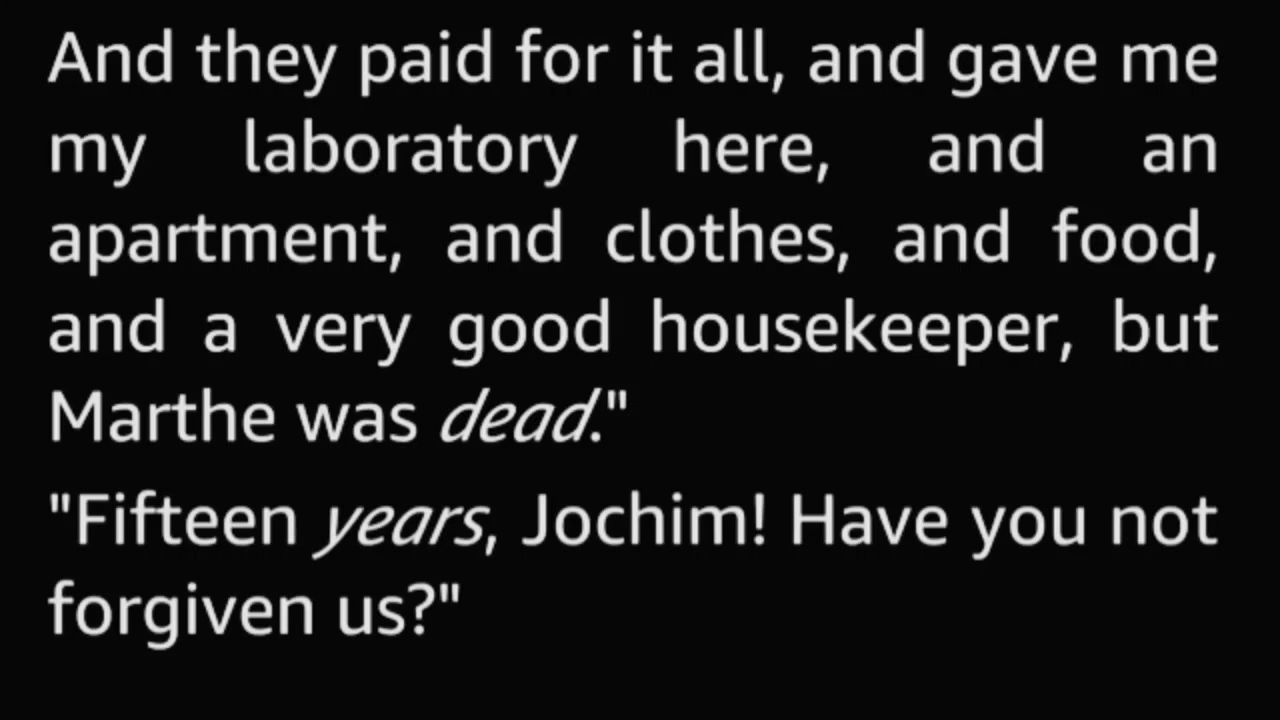 And they paid for it all, and gave me
my laboratory here, and an
apartment, and clothes, and food,
and a very good housekeeper, but
Marthe was dead."
"Fifteen years, Jochim! Have you not
forgiven us?"